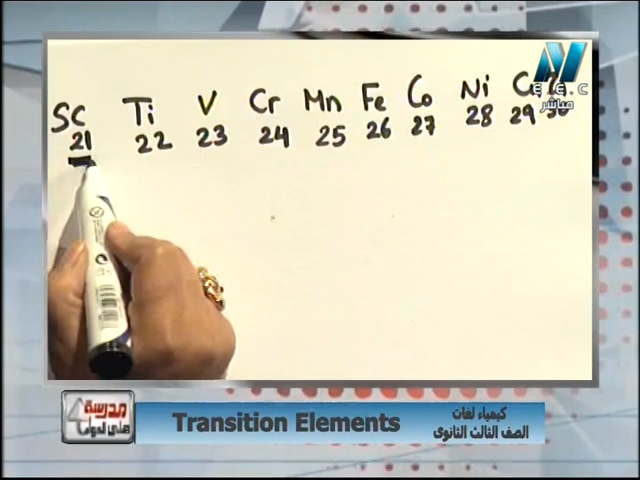 Sc Ti V Cr Mn Fe Co Ni
21 22 23 24 25 26 27 28 29 30
E.E.C
مباشر
مدرسة
على الهواء
Transition Elements
كيمياء لغات
الصف الثالث الثانوى